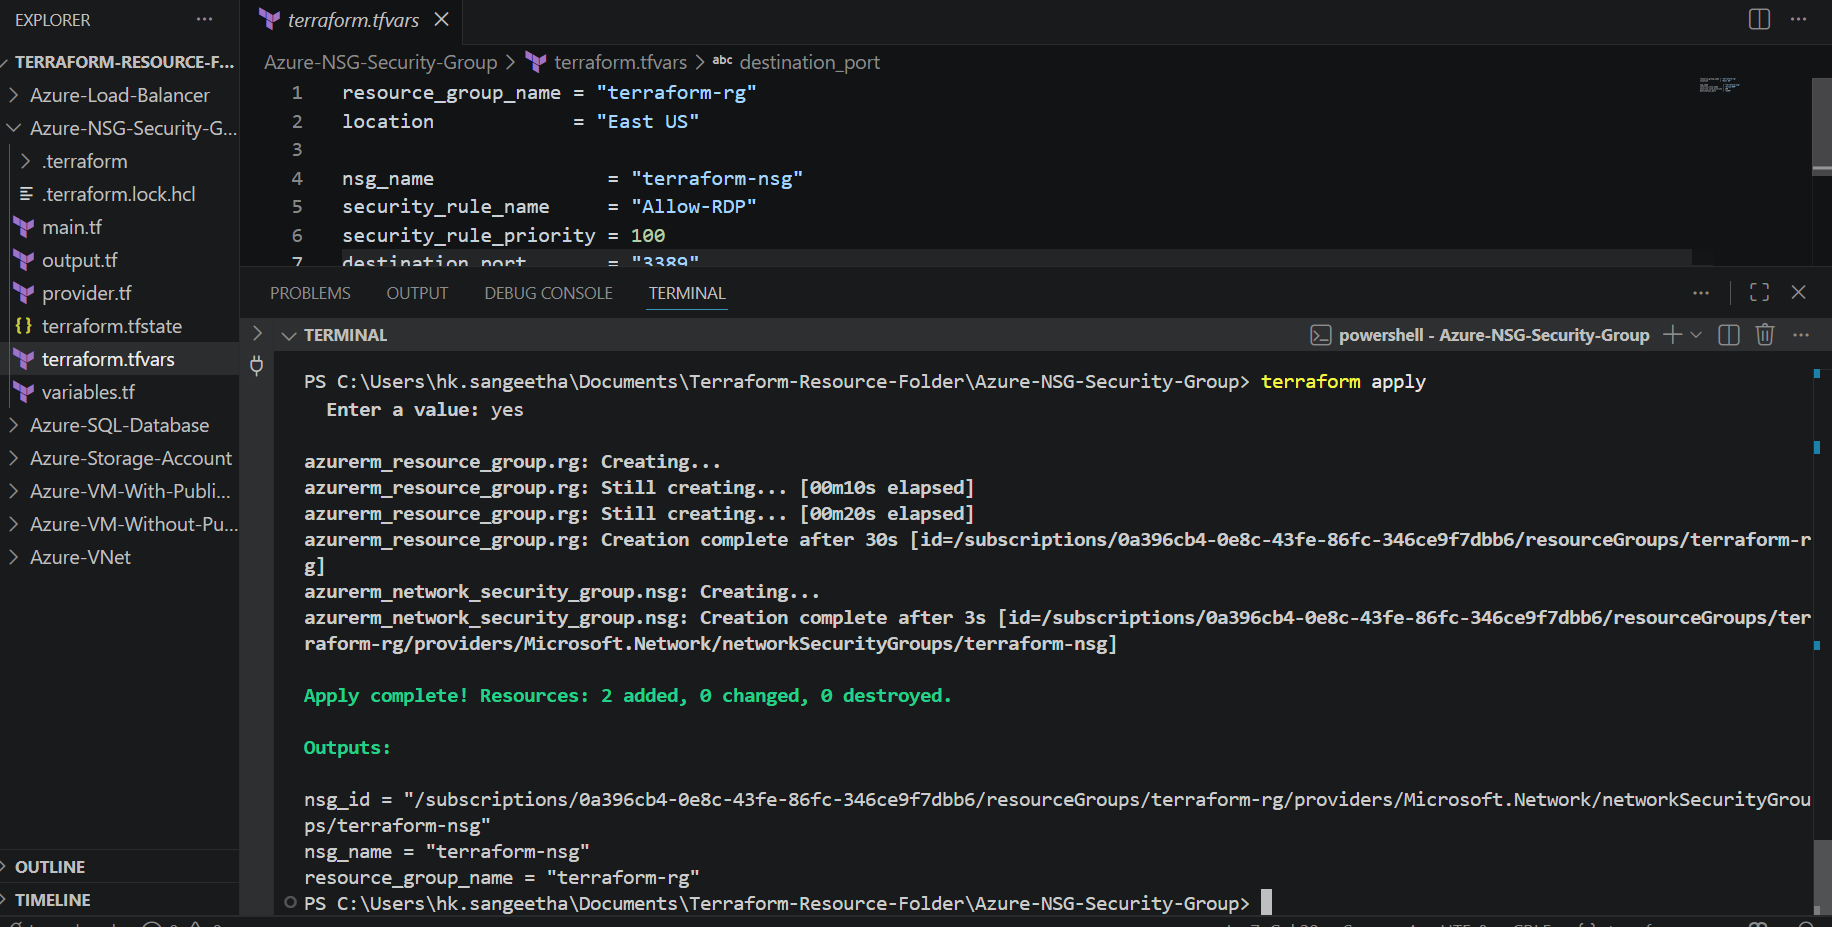 EXPLORER
TERRAFORM-RESOURCE-F...
Azure-Load-Balancer
Azure-NSG-Security-G...
.terraform
.terraform.lock.hcl
main.tf
output.tf
provider.tf
terraform.tfstate
terraform.tfvars
variables.tf
Azure-SQL-Database
Azure-Storage-Account
Azure-VM-With-Publi...
Azure-VM-Without-Pu...
Azure-VNet
OUTLINE
TIMELINE
terraform.tfvars
Azure-NSG-Security-Group > terraform.tfvars > abc destination_port
1 resource_group_name = "terraform-rg"
2 location            = "East US"
3
4 nsg_name               = "terraform-nsg"
5 security_rule_name     = "Allow-RDP"
6 security_rule_priority = 100
7 destination_port       = "3389"
PROBLEMS OUTPUT DEBUG CONSOLE TERMINAL
TERMINAL
powershell - Azure-NSG-Security-Group
PS C:\Users\hk.sangeetha\Documents\Terraform-Resource-Folder\Azure-NSG-Security-Group> terraform apply
Enter a value: yes
azurerm_resource_group.rg: Creating...
azurerm_resource_group.rg: Still creating... [00m10s elapsed]
azurerm_resource_group.rg: Still creating... [00m20s elapsed]
azurerm_resource_group.rg: Creation complete after 30s [id=/subscriptions/0a396cb4-0e8c-43fe-86fc-346ce9f7dbb6/resourceGroups/terraform-r
g]
azurerm_network_security_group.nsg: Creating...
azurerm_network_security_group.nsg: Creation complete after 3s [id=/subscriptions/0a396cb4-0e8c-43fe-86fc-346ce9f7dbb6/resourceGroups/ter
raform-rg/providers/Microsoft.Network/networkSecurityGroups/terraform-nsg]
Apply complete! Resources: 2 added, 0 changed, 0 destroyed.
Outputs:
nsg_id = "/subscriptions/0a396cb4-0e8c-43fe-86fc-346ce9f7dbb6/resourceGroups/terraform-rg/providers/Microsoft.Network/networkSecurityGrou
ps/terraform-nsg"
nsg_name = "terraform-nsg"
resource_group_name = "terraform-rg"
PS C:\Users\hk.sangeetha\Documents\Terraform-Resource-Folder\Azure-NSG-Security-Group>